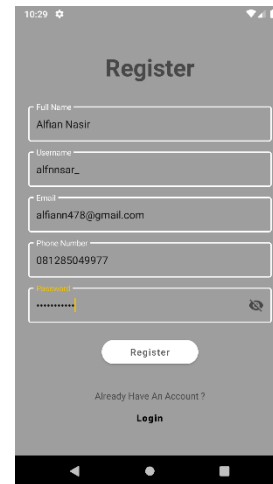 10:29
Register
Full Name
Alfian Nasir
Username
alfnnsar_
Email
alfiann478@gmail.com
Phone Number
081285049977
Password
•••••••••••
Register
Already Have An Account ?
Login